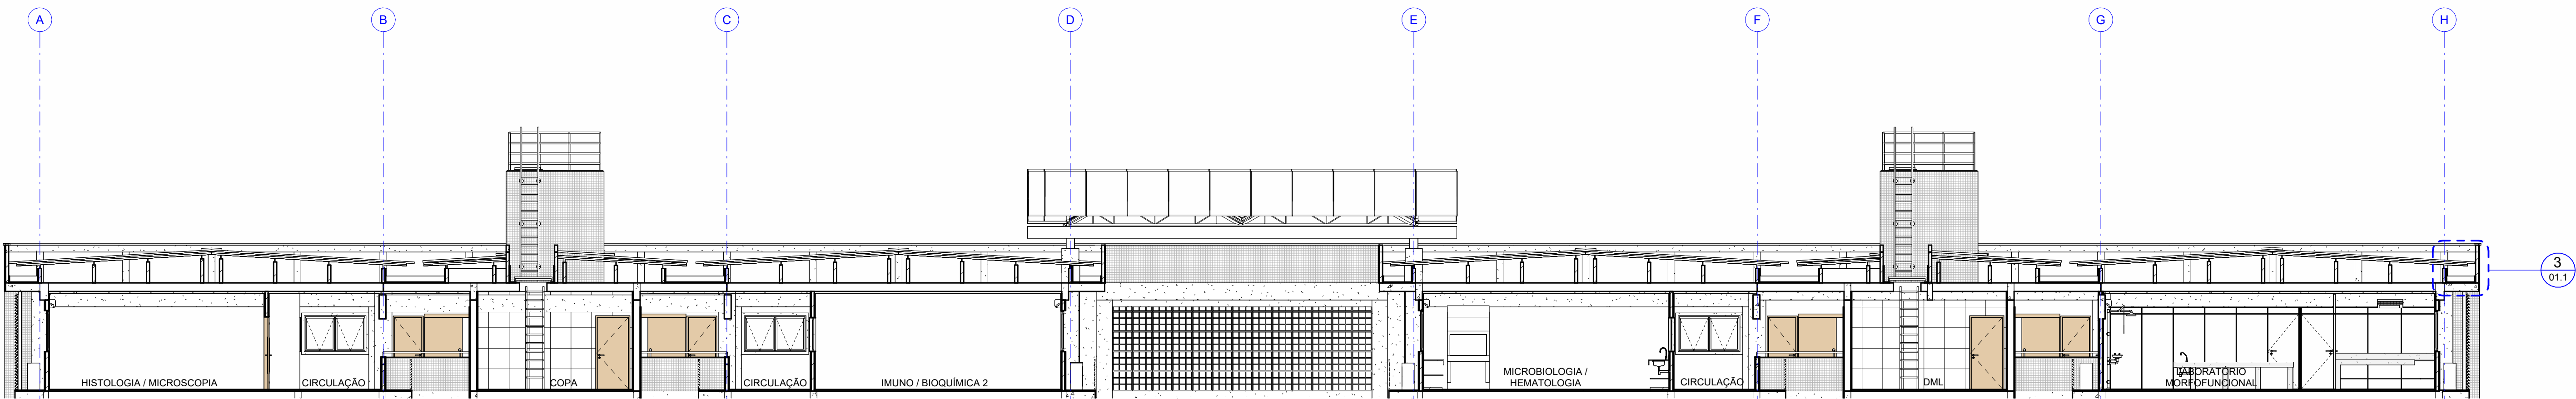 A
B
C
D
E
F
G
H
3
01.1
HISTOLOGIA / MICROSCOPIA
CIRCULAÇÃO
COPA
CIRCULAÇÃO
IMUNO / BIOQUÍMICA 2
MICROBIOLOGIA /
HEMATOLOGIA
CIRCULAÇÃO
DML
LABORATÓRIO
MORFOFUNCIONAL